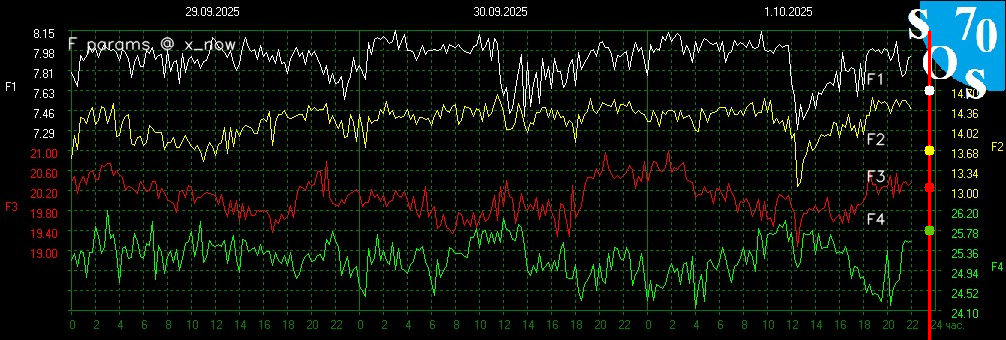 29.09.2025 30.09.2025 1.10.2025
SOS 70
F params @ x_now
8.15
7.98
7.81
F1 7.63
7.46
7.29
21.00
20.60
20.20
F3 19.80
19.40
19.00
F1
F2
F3
F4
14.70
14.36
14.02
F2
13.68
13.34
13.00
26.20
25.78
25.36
24.94 F4
24.52
24.10
0 2 4 6 8 10 12 14 16 18 20 22 0 2 4 6 8 10 12 14 16 18 20 22 0 2 4 6 8 10 12 14 16 18 20 22 24 час.